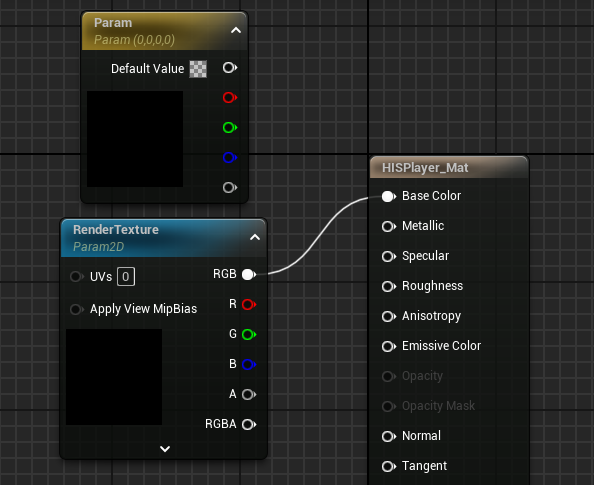 Param
Param (0,0,0,0)
Default Value
RenderTexture
Param2D
UVs 0
RGB
Apply View MipBias
R
G
B
A
RGBA
HISPlayer_Mat
Base Color
Metallic
Specular
Roughness
Anisotropy
Emissive Color
Opacity
Opacity Mask
Normal
Tangent